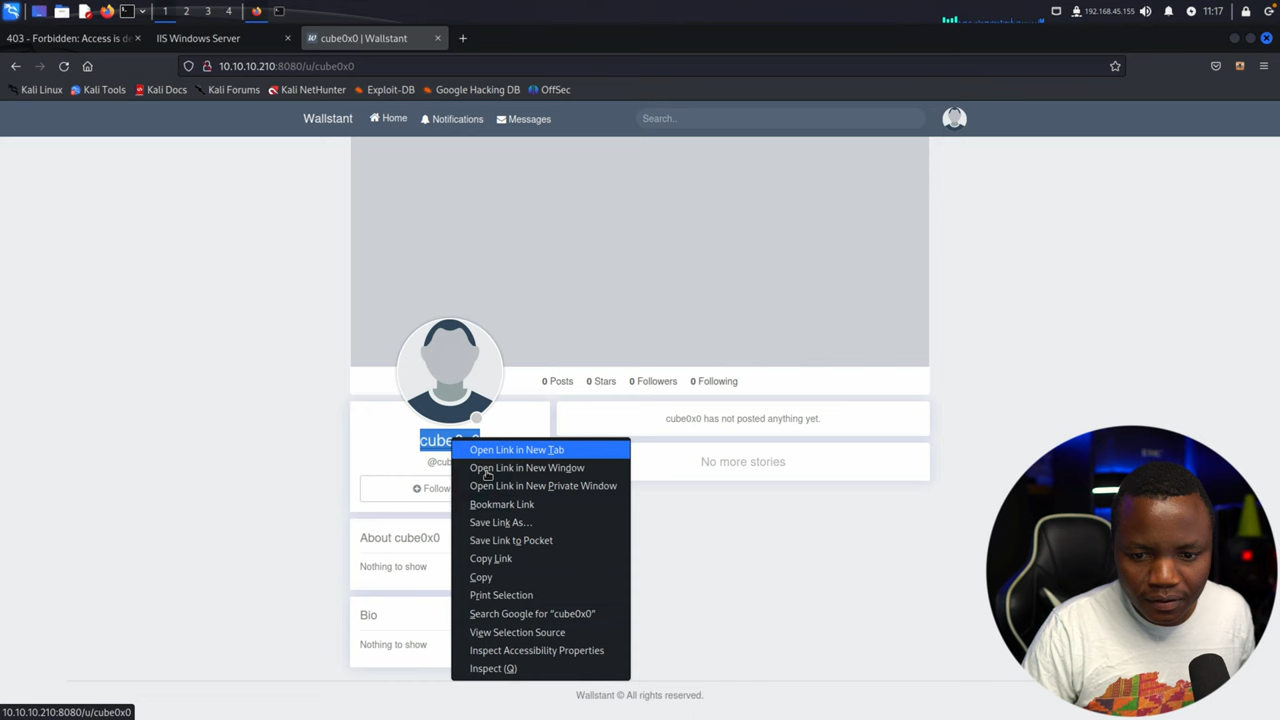 1 2 3 4
192.168.45.155 11:17
403 - Forbidden: Access is de
IIS Windows Server
cube0x0 | Wallstant
10.10.10.210:8080/u/cube0x0
Kali Linux Kali Tools Kali Docs Kali Forums Kali NetHunter Exploit-DB Google Hacking DB OffSec
Wallstant Home Notifications Messages Search..
0 Posts 0 Stars 0 Followers 0 Following
cube0x0 has not posted anything yet.
No more stories
cube0x0
@cub
Follow
About cube0x0
Nothing to show
Bio
Nothing to show
Open Link in New Tab
Open Link in New Window
Open Link in New Private Window
Bookmark Link
Save Link As...
Save Link to Pocket
Copy Link
Copy
Print Selection
Search Google for “cube0x0”
View Selection Source
Inspect Accessibility Properties
Inspect (Q)
Wallstant © All rights reserved.
10.10.10.210:8080/u/cube0x0